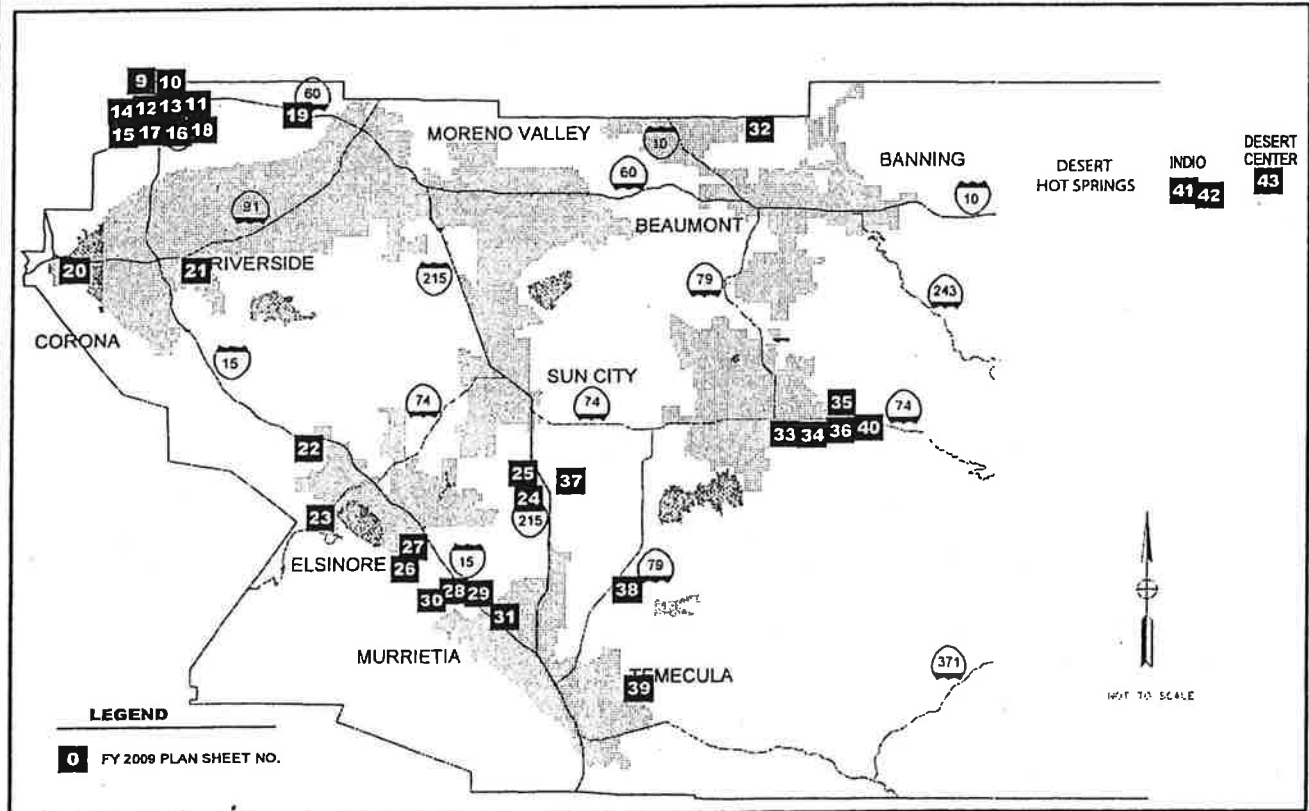 9 10
60
14 12 13 11
19
15 17 16 18
MORENO VALLEY
10
32
BANNING
DESERT
HOT SPRINGS
INDIO
41 42
DESERT
CENTER
43
60
10
91
BEAUMONT
20
21
RIVERSIDE
215
79
243
CORONA
15
SUN CITY
74
74
35
74
33 34 36 40
22
25
37
24
215
23
27
ELSINORE
26
15
79
38
28 29
30
31
MURRIETIA
TEMECULA
39
371
NOT TO SCALE
LEGEND
0 FY 2009 PLAN SHEET NO.